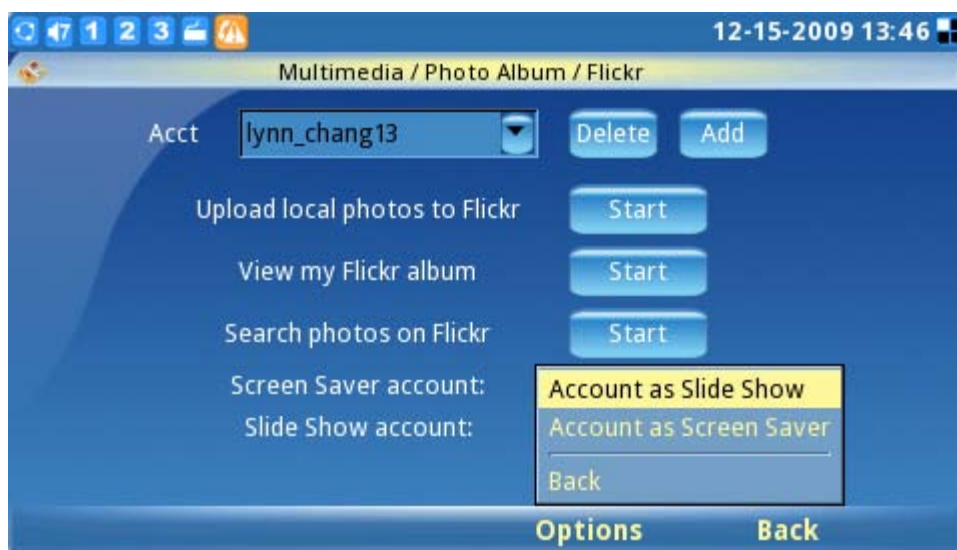 7 1 2 3 12-15-2009 13:46
Multimedia / Photo Album / Flickr
Acct lynn_chang13 Delete Add
Upload local photos to Flickr Start
View my Flickr album Start
Search photos on Flickr Start
Screen Saver account:
Slide Show account:
Account as Slide Show
Account as Screen Saver
Back
Options Back